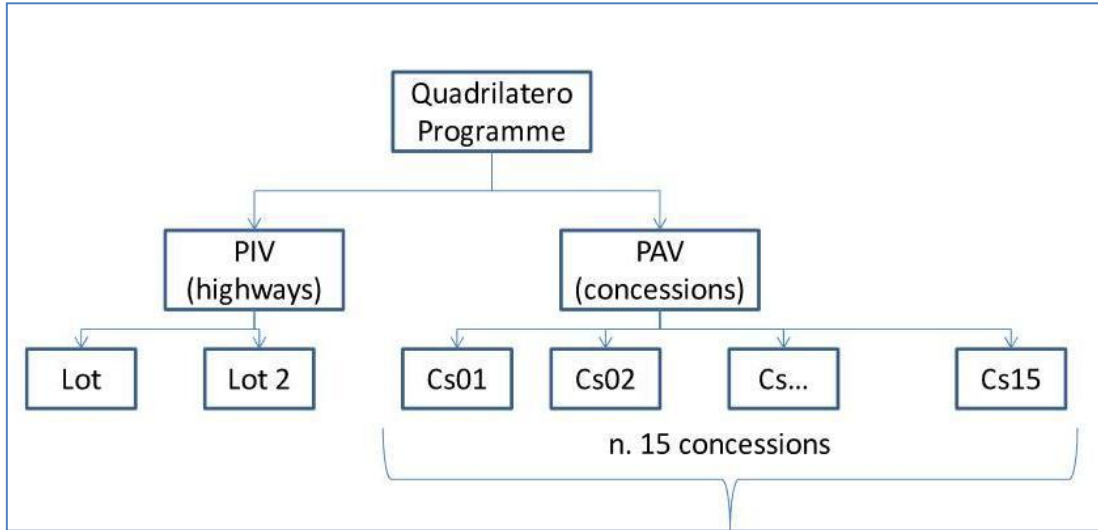 Quadrilatero
Programme
PIV
(highways)
PAV
(concessions)
Lot
Lot 2
Cs01
Cs02
Cs...
Cs15
n. 15 concessions